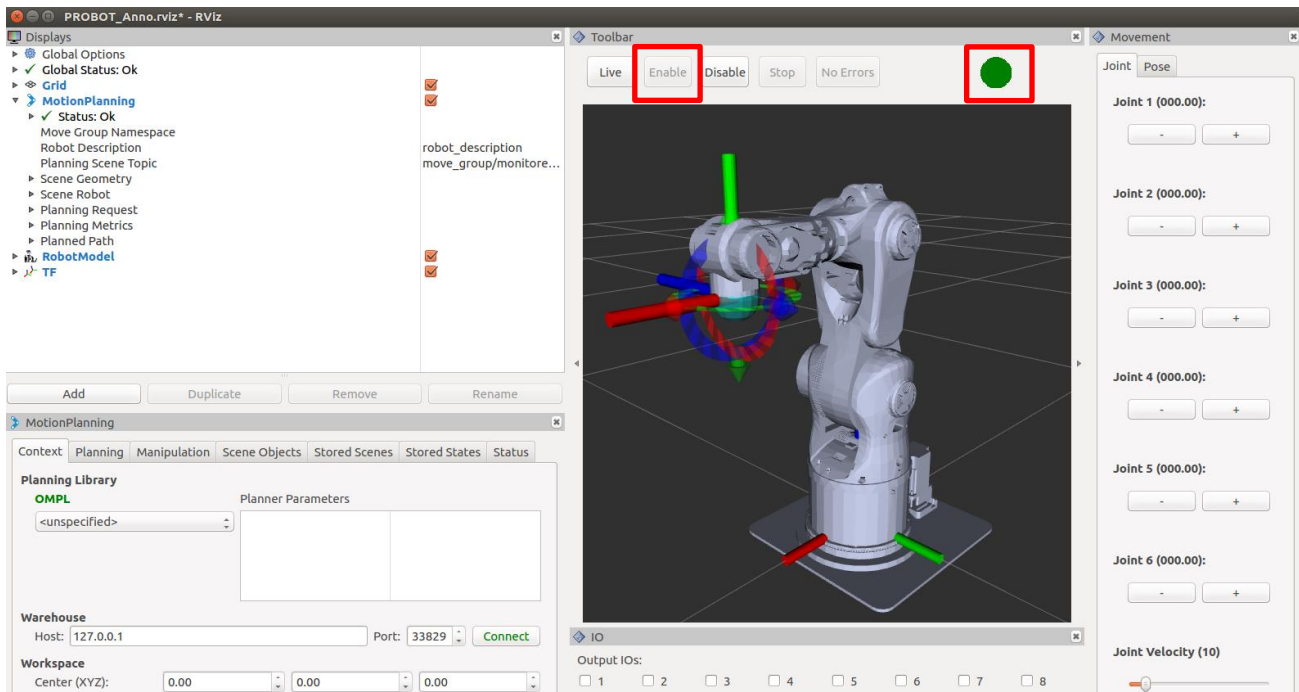 PROBOT_Anno.rviz* - RViz
Displays
Global Options
Global Status: Ok
Grid
MotionPlanning
Status: Ok
Move Group Namespace
Robot Description robot_description
Planning Scene Topic move_group/monitore...
Scene Geometry
Scene Robot
Planning Request
Planning Metrics
Planned Path
RobotModel
TF
Add Duplicate Remove Rename
MotionPlanning
Context Planning Manipulation Scene Objects Stored Scenes Stored States Status
Planning Library
OMPL Planner Parameters
<unspecified>
Warehouse
Host: 127.0.0.1 Port: 33829 Connect
Workspace
Center (XYZ): 0.00 0.00 0.00
Toolbar
Live Enable Disable Stop No Errors
IO
Output IOs:
1 2 3 4 5 6 7 8
Movement
Joint Pose
Joint 1 (000.00):
- +
Joint 2 (000.00):
- +
Joint 3 (000.00):
- +
Joint 4 (000.00):
- +
Joint 5 (000.00):
- +
Joint 6 (000.00):
- +
Joint Velocity (10)